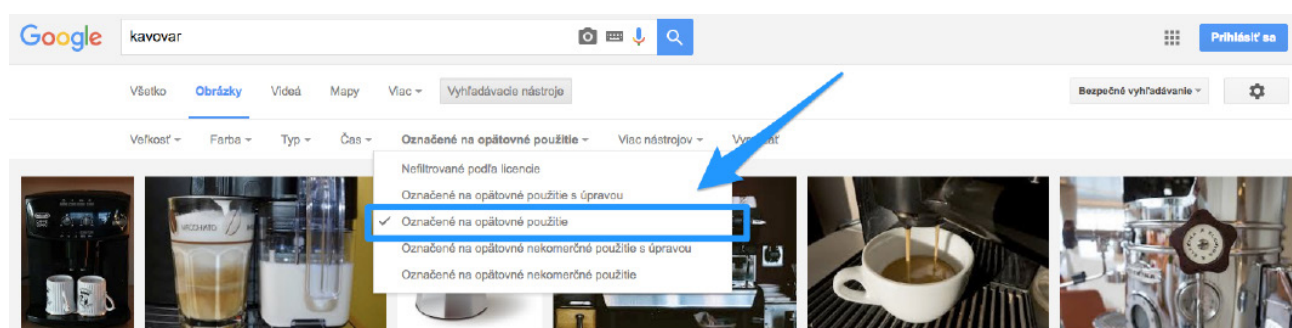 Google kavovar Prihlásiť sa
Všetko Obrázky Videá Mapy Viac Vyhľadávacie nástroje Bezpečné vyhľadávanie
Veľkosť Farba Typ Čas Označené na opätovné použitie Viac nástrojov
Nefiltrované podľa licencie
Označené na opätovné použitie s úpravou
Označené na opätovné použitie
Označené na opätovné nekomerčné použitie s úpravou
Označené na opätovné nekomerčné použitie